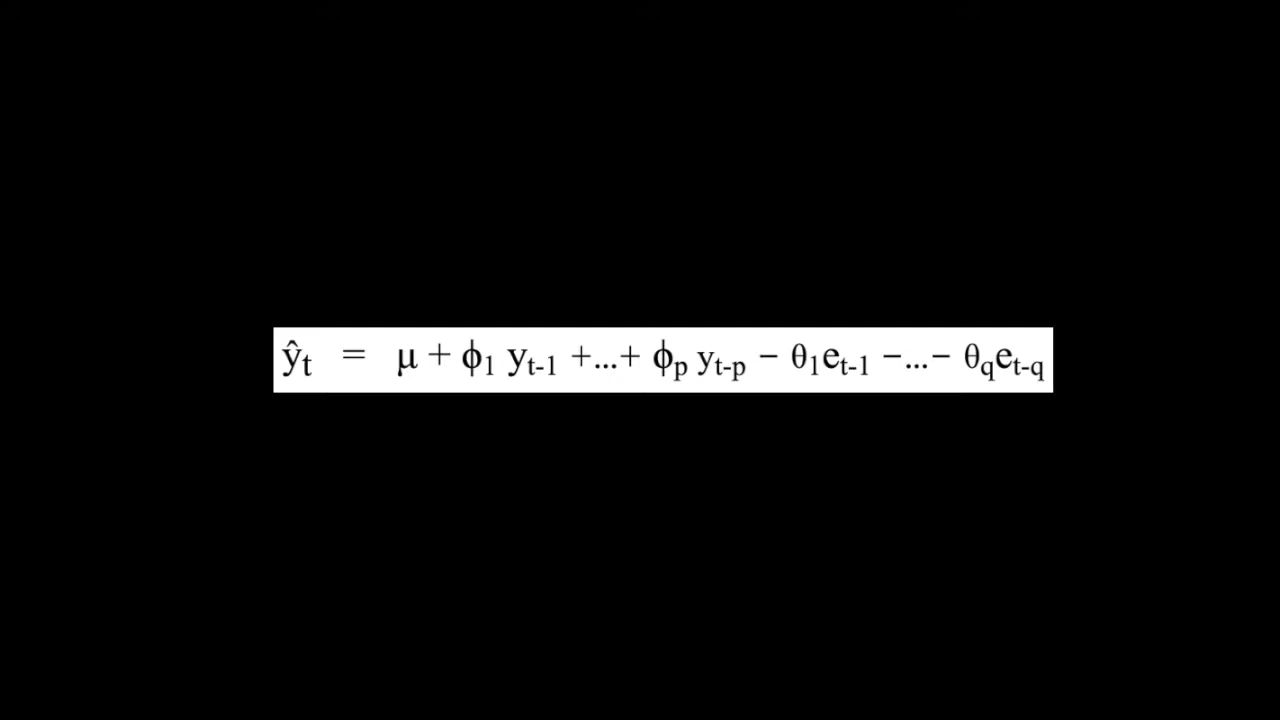 ŷₜ = μ + ϕ₁ yₜ₋₁ +...+ ϕₚ yₜ₋ₚ − θ₁eₜ₋₁ −...− θqeₜ₋q